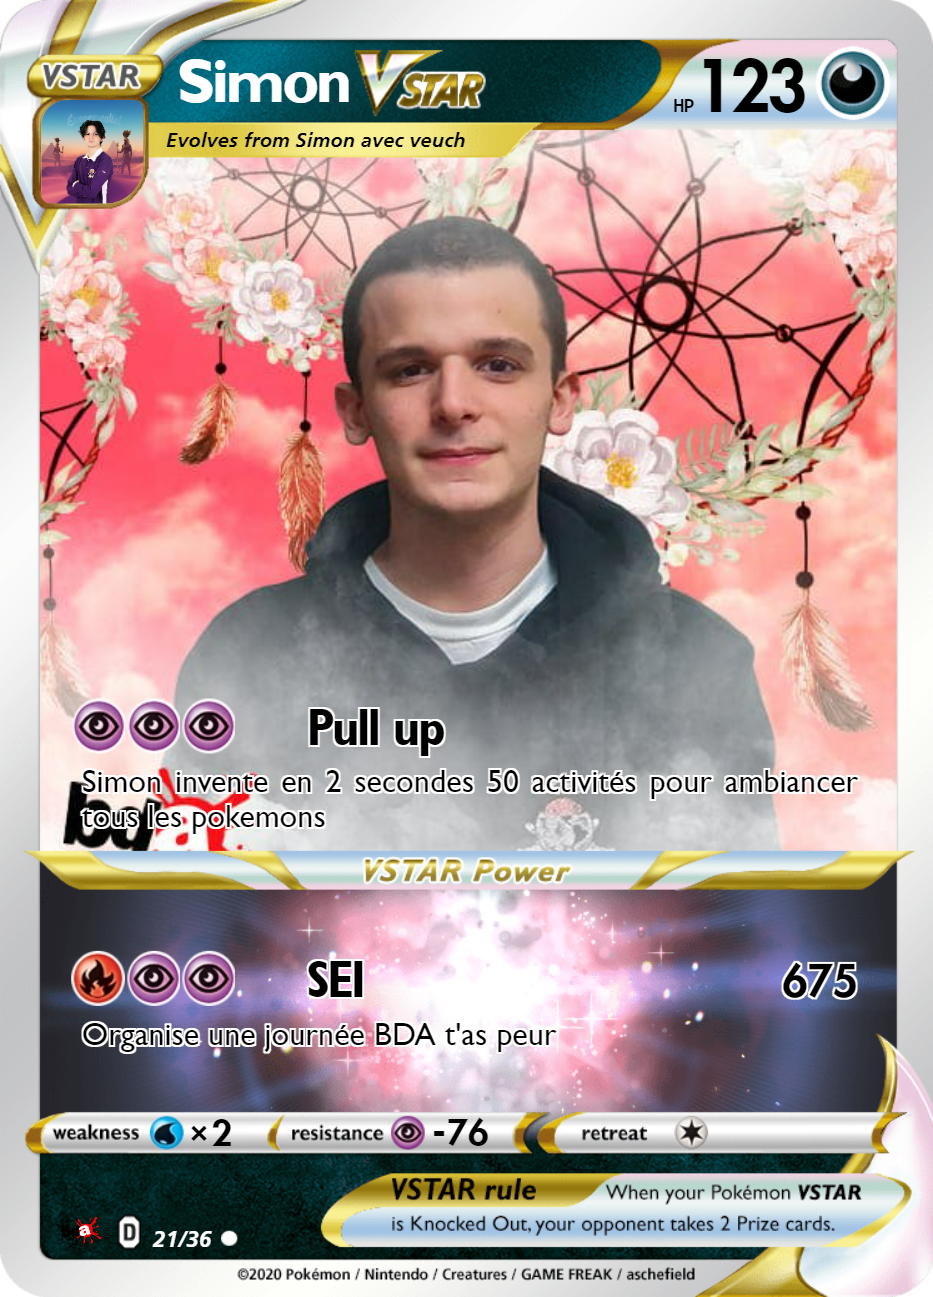 VSTAR
Simon VSTAR
HP 123
Evolves from Simon avec veuch
Pull up
Simon invente en 2 secondes 50 activités pour ambiancer
tous les pokemons
VSTAR Power
SEI 675
Organise une journée BDA t'as peur
weakness ×2 resistance -76 retreat
VSTAR rule When your Pokémon VSTAR
is Knocked Out, your opponent takes 2 Prize cards.
a D 21/36
©2020 Pokémon / Nintendo / Creatures / GAME FREAK / aschefield